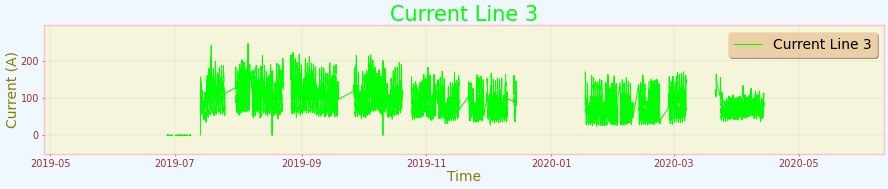 Current Line 3
Current Line 3
Current (A)
200
100
0
2019-05 2019-07 2019-09 2019-11 2020-01 2020-03 2020-05
Time